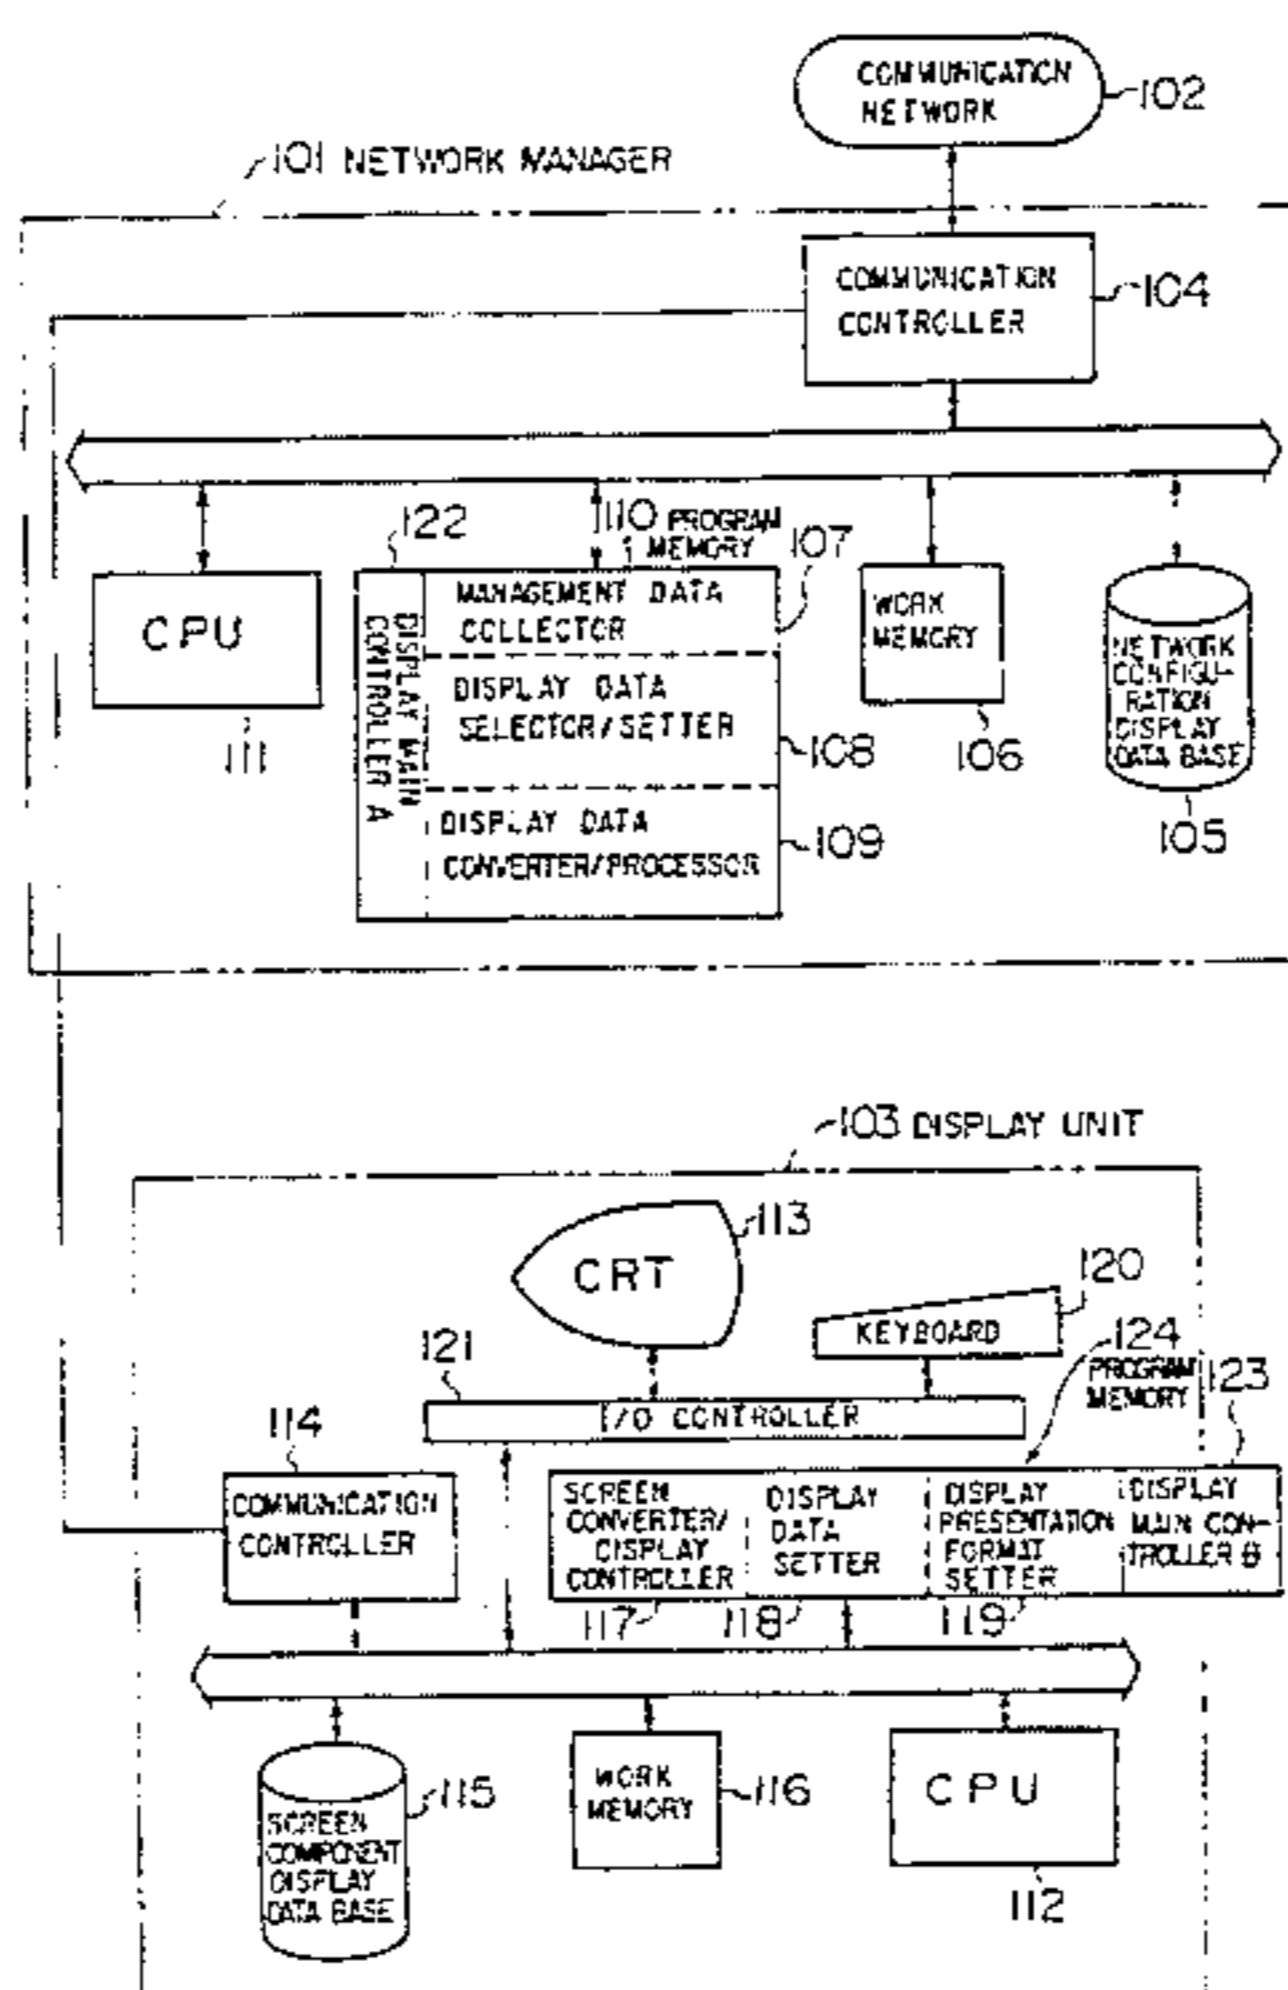 COMMUNICATION
NETWORK
102
101 NETWORK MANAGER
COMMUNICATION
CONTROLLER
104
122
110 PROGRAM
MEMORY
107
CPU
111
DISPLAY MAIN
CONTROLLER A
MANAGEMENT DATA
COLLECTOR
DISPLAY DATA
SELECTOR/SETTER
108
DISPLAY DATA
CONVERTER/PROCESSOR
109
WORK
MEMORY
106
NETWORK
CONFIGU-
RATION
DISPLAY
DATA BASE
105
103 DISPLAY UNIT
CRT
113
KEYBOARD
120
121
I/O CONTROLLER
124
PROGRAM
MEMORY
123
114
COMMUNICATION
CONTROLLER
SCREEN
CONVERTER/
DISPLAY
CONTROLLER
117
DISPLAY
DATA
SETTER
118
DISPLAY
PRESENTATION
FORMAT
SETTER
119
DISPLAY
MAIN CON-
TROLLER B
SCREEN
COMPONENT
DISPLAY
DATA BASE
115
WORK
MEMORY
116
CPU
112